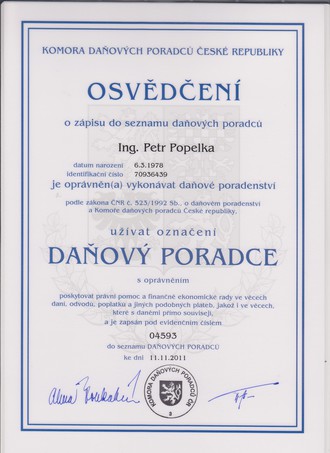 KOMORA DAŇOVÝCH PORADCŮ ČESKÉ REPUBLIKY
OSVĚDČENÍ
o zápisu do seznamu daňových poradců
Ing. Petr Popelka
datum narození 6.3.1978
identifikační číslo 70936439
je oprávněn(a) vykonávat daňové poradenství
podle zákona ČNR č. 523/1992 Sb., o daňovém poradenství
a Komoře daňových poradců České republiky,
užívat označení
DAŇOVÝ PORADCE
s oprávněním
poskytovat právní pomoc a finančně ekonomické rady ve věcech
daní, odvodů, poplatků a jiných podobných plateb, jakož i ve věcech,
které s daněmi přímo souvisejí,
a je zapsán pod evidenčním číslem
04593
do seznamu DAŇOVÝCH PORADCŮ
ke dni 11.11.2011
KOMORA DAŇOVÝCH PORADCŮ ČR